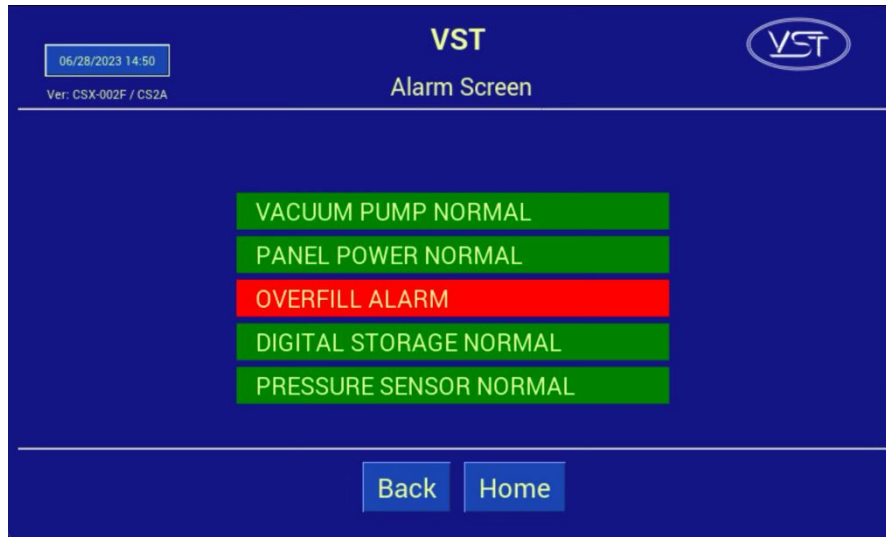 VST
VST
06/28/2023 14:50
Alarm Screen
Ver: CSX-002F / CS2A
VACUUM PUMP NORMAL
PANEL POWER NORMAL
OVERFILL ALARM
DIGITAL STORAGE NORMAL
PRESSURE SENSOR NORMAL
Back Home